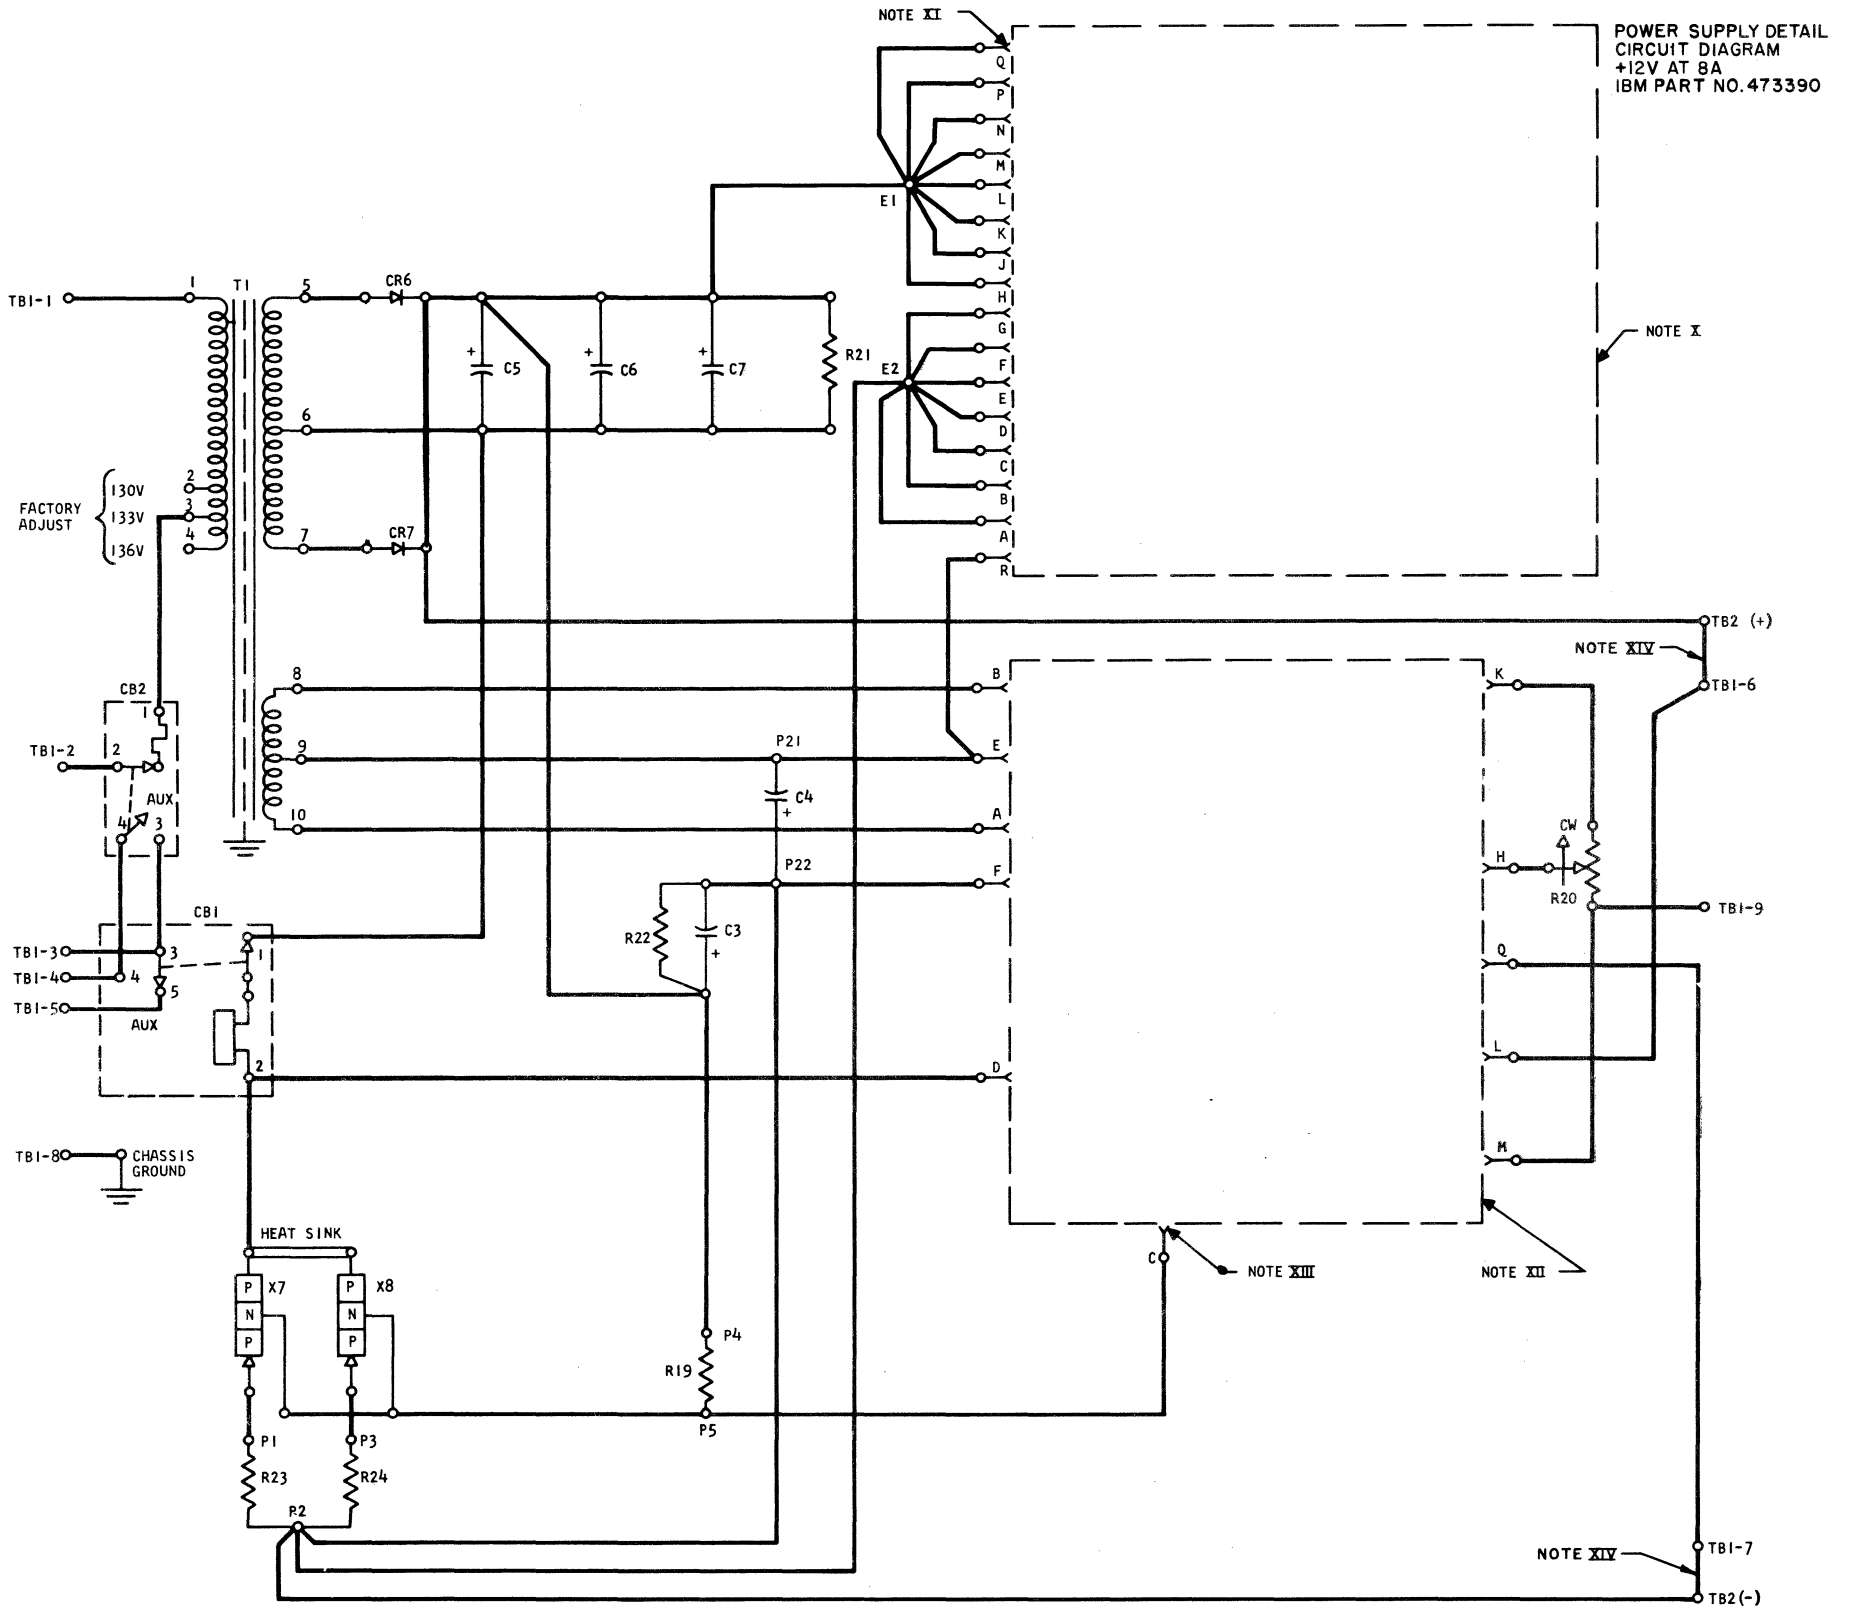 NOTE XI
POWER SUPPLY DETAIL
CIRCUIT DIAGRAM
+12V AT 8A
IBM PART NO. 473390
Q
P
N
M
L
K
J
H
G
F
E
D
C
B
A
R
E1
E2
NOTE X
TB1-1
1
T1
5
CR6
+
C5
+
C6
+
C7
R21
6
2
3
4
FACTORY
ADJUST
130V
133V
136V
7
CR7
TB2 (+)
NOTE XIV
TB1-6
8
B
K
CB2
1
TB1-2
2
9
P21
E
AUX
C4
+
4
3
10
A
CW
P22
F
H
R20
TB1-9
CB1
R22
C3
+
TB1-3
3
1
TB1-4
4
TB1-5
5
AUX
Q
L
2
D
TB1-8
CHASSIS
GROUND
M
HEAT SINK
C
NOTE XIII
NOTE XII
P
N
P
X7
P
N
P
X8
P4
R19
P5
P1
P3
R23
R24
P2
NOTE XIV
TB1-7
TB2(-)